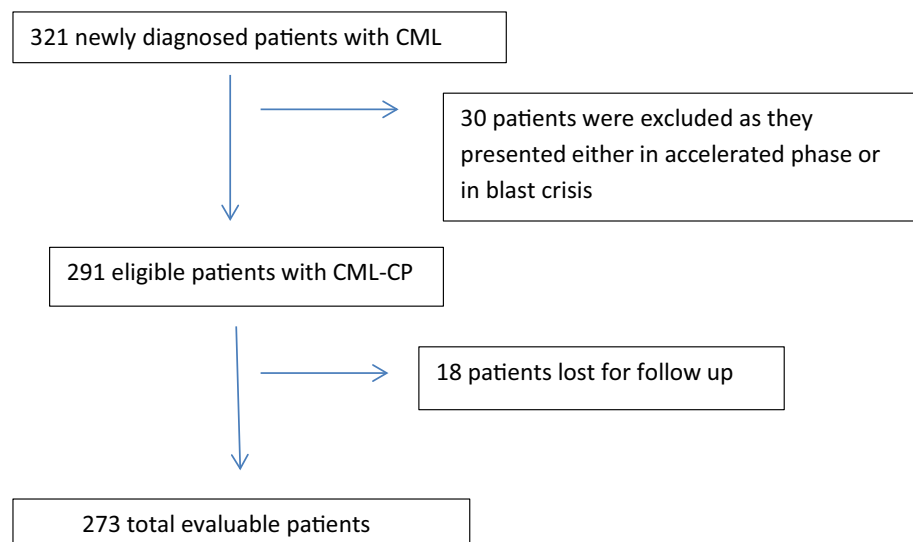 321 newly diagnosed patients with CML
30 patients were excluded as they
presented either in accelerated phase or
in blast crisis
291 eligible patients with CML-CP
18 patients lost for follow up
273 total evaluable patients